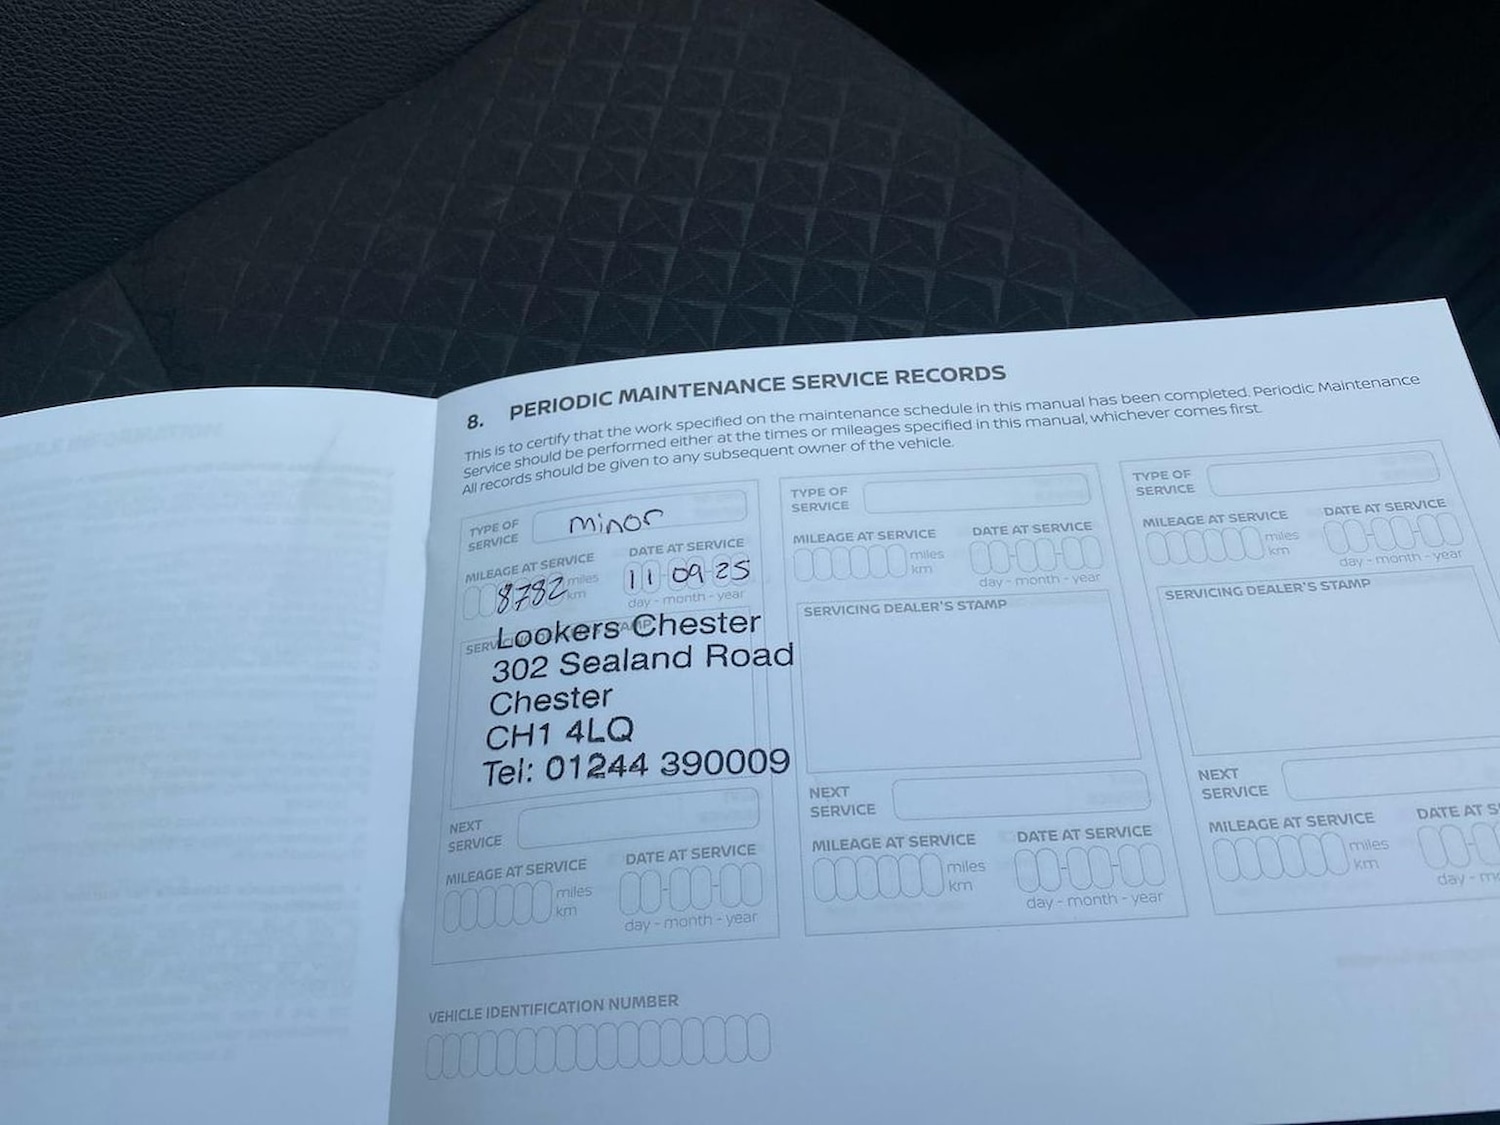 8. PERIODIC MAINTENANCE SERVICE RECORDS
This is to certify that the work specified on the maintenance schedule in this manual has been completed. Periodic Maintenance
Service should be performed either at the times or mileages specified in this manual, whichever comes first.
All records should be given to any subsequent owner of the vehicle.
TYPE OF
SERVICE
minor
MILEAGE AT SERVICE
8782
miles
km
DATE AT SERVICE
11 09 25
day - month - year
Lookers Chester
302 Sealand Road
Chester
CH1 4LQ
Tel: 01244 390009
NEXT
SERVICE
MILEAGE AT SERVICE
miles
km
DATE AT SERVICE
day - month - year
TYPE OF
SERVICE
MILEAGE AT SERVICE
miles
km
DATE AT SERVICE
day - month - year
SERVICING DEALER'S STAMP
NEXT
SERVICE
MILEAGE AT SERVICE
miles
km
DATE AT SERVICE
day - month - year
TYPE OF
SERVICE
MILEAGE AT SERVICE
miles
km
DATE AT SERVICE
day - month - year
SERVICING DEALER'S STAMP
NEXT
SERVICE
MILEAGE AT SERVICE
miles
km
DATE AT S
day - mo
VEHICLE IDENTIFICATION NUMBER